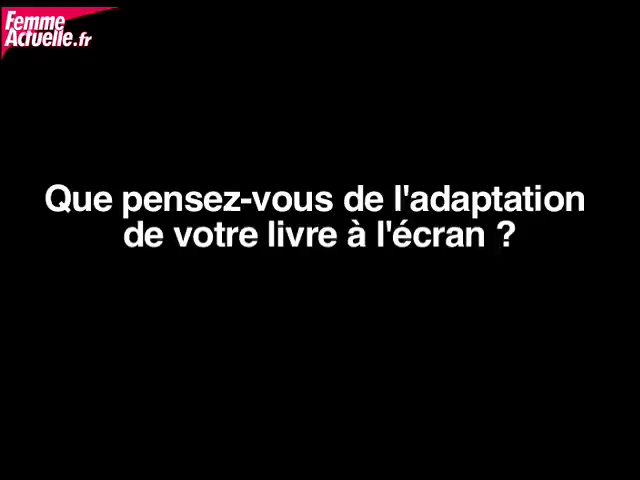 Femme
Actuelle.fr
Que pensez-vous de l'adaptation
de votre livre à l'écran ?